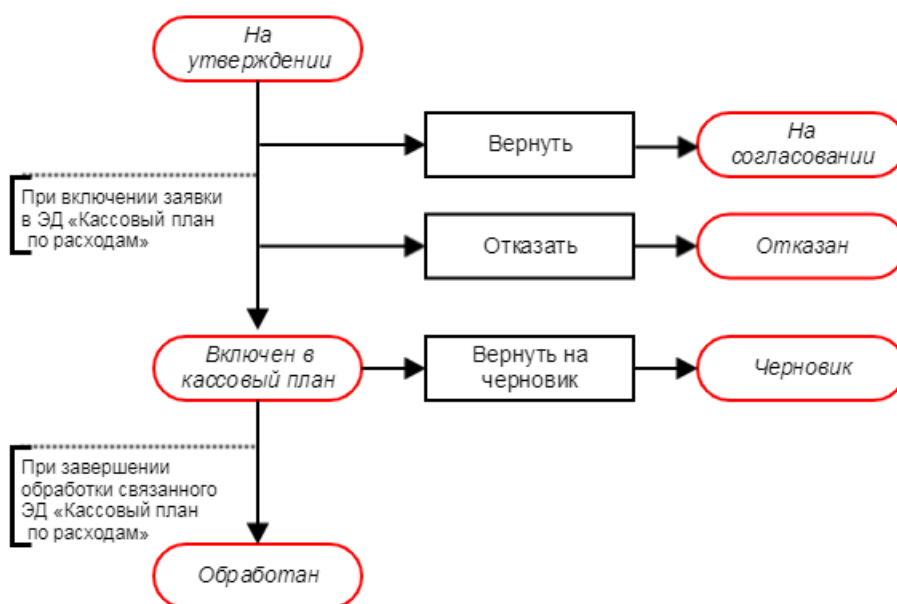 На
утверждении
Вернуть
На
согласовании
При включении заявки
в ЭД «Кассовый план
по расходам»
Отказать
Отказан
Включен в
кассовый план
Вернуть на
черновик
Черновик
При завершении
обработки связанного
ЭД «Кассовый план
по расходам»
Обработан